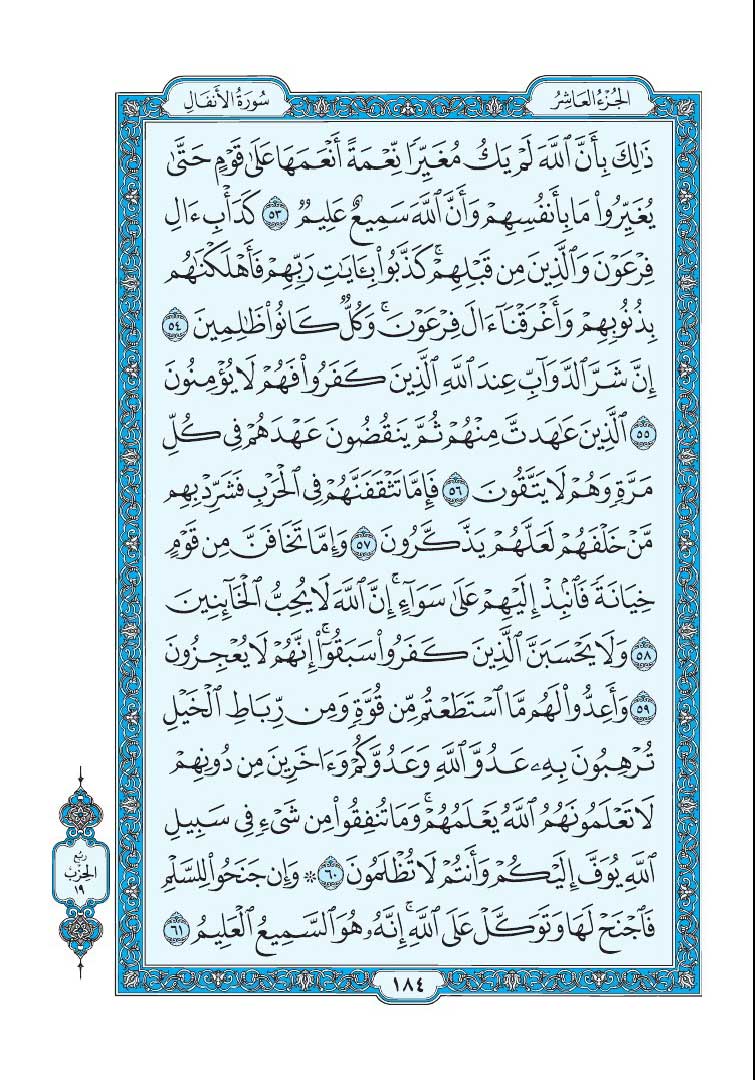 الجُزْءُ العَاشِرُ
سُورَةُ الأَنفَالِ
ذَٰلِكَ بِأَنَّ ٱللَّهَ لَمْ يَكُ مُغَيِّرًا نِّعْمَةً أَنْعَمَهَا عَلَىٰ قَوْمٍ حَتَّىٰ
يُغَيِّرُوا۟ مَا بِأَنفُسِهِمْ وَأَنَّ ٱللَّهَ سَمِيعٌ عَلِيمٌ ٥٣ كَدَأْبِ ءَالِ
فِرْعَوْنَ وَٱلَّذِينَ مِن قَبْلِهِمْ ۚ كَذَّبُوا۟ بِـَٔايَٰتِ رَبِّهِمْ فَأَهْلَكْنَٰهُم
بِذُنُوبِهِمْ وَأَغْرَقْنَآ ءَالَ فِرْعَوْنَ ۚ وَكُلٌّ كَانُوا۟ ظَٰلِمِينَ ٥٤
إِنَّ شَرَّ ٱلدَّوَآبِّ عِندَ ٱللَّهِ ٱلَّذِينَ كَفَرُوا۟ فَهُمْ لَا يُؤْمِنُونَ
٥٥ ٱلَّذِينَ عَٰهَدتَّ مِنْهُمْ ثُمَّ يَنقُضُونَ عَهْدَهُمْ فِى كُلِّ
مَرَّةٍ وَهُمْ لَا يَتَّقُونَ ٥٦ فَإِمَّا تَثْقَفَنَّهُمْ فِى ٱلْحَرْبِ فَشَرِّدْ بِهِم
مَّنْ خَلْفَهُمْ لَعَلَّهُمْ يَذَّكَّرُونَ ٥٧ وَإِمَّا تَخَافَنَّ مِن قَوْمٍ
خِيَانَةً فَٱنۢبِذْ إِلَيْهِمْ عَلَىٰ سَوَآءٍ ۚ إِنَّ ٱللَّهَ لَا يُحِبُّ ٱلْخَآئِنِينَ
٥٨ وَلَا يَحْسَبَنَّ ٱلَّذِينَ كَفَرُوا۟ سَبَقُوٓا۟ ۚ إِنَّهُمْ لَا يُعْجِزُونَ
٥٩ وَأَعِدُّوا۟ لَهُم مَّا ٱسْتَطَعْتُم مِّن قُوَّةٍ وَمِن رِّبَاطِ ٱلْخَيْلِ
تُرْهِبُونَ بِهِۦ عَدُوَّ ٱللَّهِ وَعَدُوَّكُمْ وَءَاخَرِينَ مِن دُونِهِمْ
لَا تَعْلَمُونَهُمُ ٱللَّهُ يَعْلَمُهُمْ ۚ وَمَا تُنفِقُوا۟ مِن شَىْءٍ فِى سَبِيلِ
ٱللَّهِ يُوَفَّ إِلَيْكُمْ وَأَنتُمْ لَا تُظْلَمُونَ ٦٠ ۞ وَإِن جَنَحُوا۟ لِلسَّلْمِ
فَٱجْنَحْ لَهَا وَتَوَكَّلْ عَلَى ٱللَّهِ ۚ إِنَّهُۥ هُوَ ٱلسَّمِيعُ ٱلْعَلِيمُ ٦١
رُبْعُ
الحِزْبِ
١٩
١٨٤